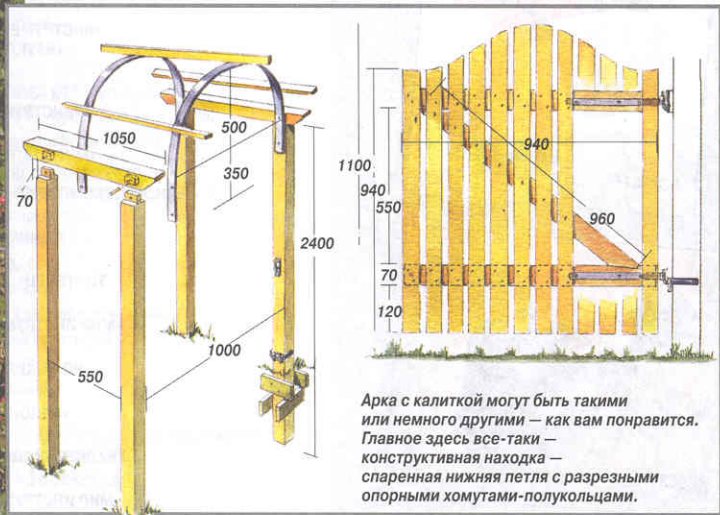 1050
70
500
350
2400
1000
550
1100
940
550
70
120
940
960
Арка с калиткой могут быть такими
или немного другими — как вам понравится.
Главное здесь все-таки —
конструктивная находка —
спаренная нижняя петля с разрезными
опорными хомутами-полукольцами.